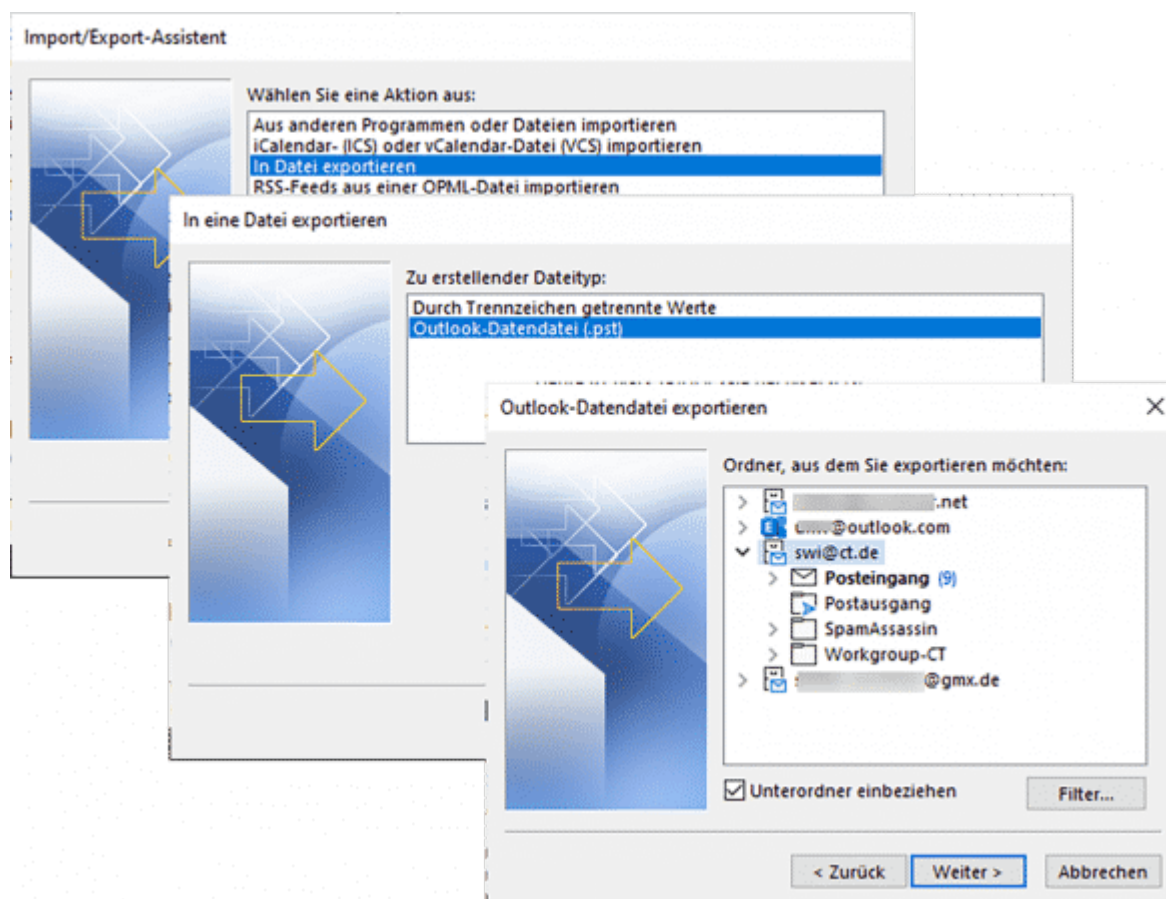 Import/Export-Assistent
Wählen Sie eine Aktion aus:
Aus anderen Programmen oder Dateien importieren
iCalendar- (ICS) oder vCalendar-Datei (VCS) importieren
In Datei exportieren
RSS-Feeds aus einer OPML-Datei importieren
In eine Datei exportieren
Zu erstellender Dateityp:
Durch Trennzeichen getrennte Werte
Outlook-Datendatei (.pst)
Outlook-Datendatei exportieren
Ordner, aus dem Sie exportieren möchten:
.net
@outlook.com
swi@ct.de
Posteingang (9)
Postausgang
SpamAssassin
Workgroup-CT
@gmx.de
Unterordner einbeziehen
Filter...
< Zurück
Weiter >
Abbrechen